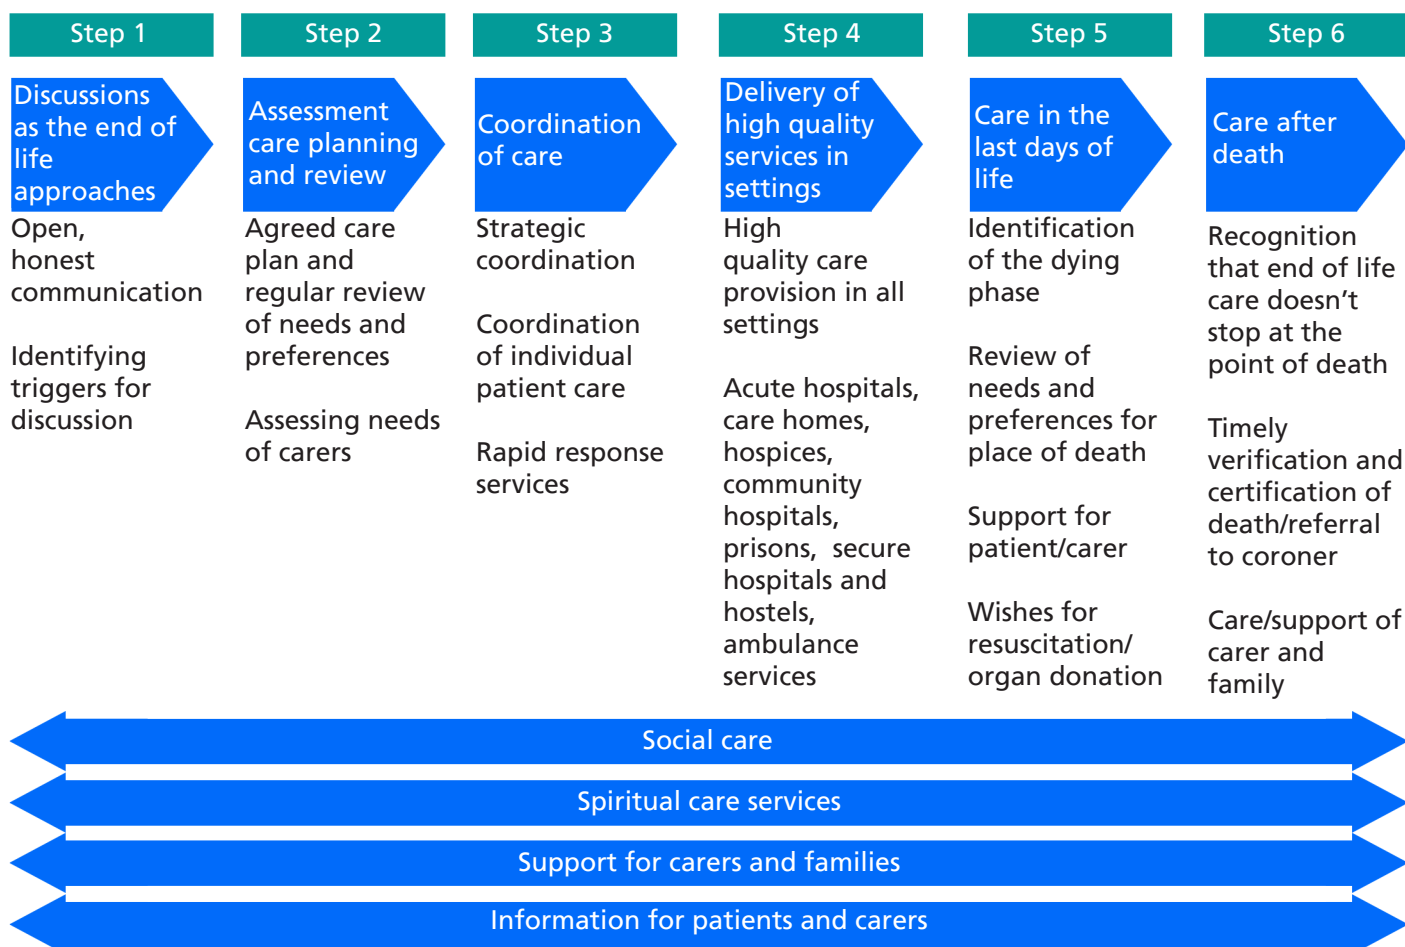 Step 1
Discussions
as the end of
life
approaches
Open,
honest
communication
Identifying
triggers for
discussion
Step 2
Assessment
care planning
and review
Agreed care
plan and
regular review
of needs and
preferences
Assessing needs
of carers
Step 3
Coordination
of care
Strategic
coordination
Coordination
of individual
patient care
Rapid response
services
Step 4
Delivery of
high quality
services in
settings
High
quality care
provision in all
settings
Acute hospitals,
care homes,
hospices,
community
hospitals,
prisons, secure
hospitals and
hostels,
ambulance
services
Step 5
Care in the
last days of
life
Identification
of the dying
phase
Review of
needs and
preferences for
place of death
Support for
patient/carer
Wishes for
resuscitation/
organ donation
Step 6
Care after
death
Recognition
that end of life
care doesn’t
stop at the
point of death
Timely
verification and
certification of
death/referral
to coroner
Care/support of
carer and
family
Social care
Spiritual care services
Support for carers and families
Information for patients and carers